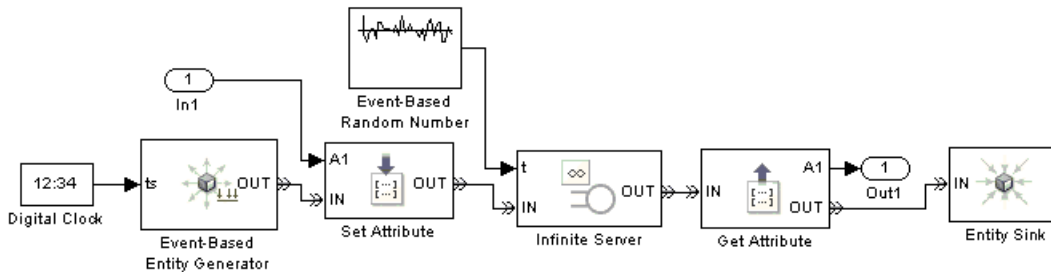 1
In1
Event-Based
Random Number
12:34
Digital Clock
ts
OUT
Event-Based
Entity Generator
A1
IN
[...]
OUT
Set Attribute
t
IN
∞
OUT
Infinite Server
IN
[...]
A1
OUT
Get Attribute
1
Out1
IN
Entity Sink